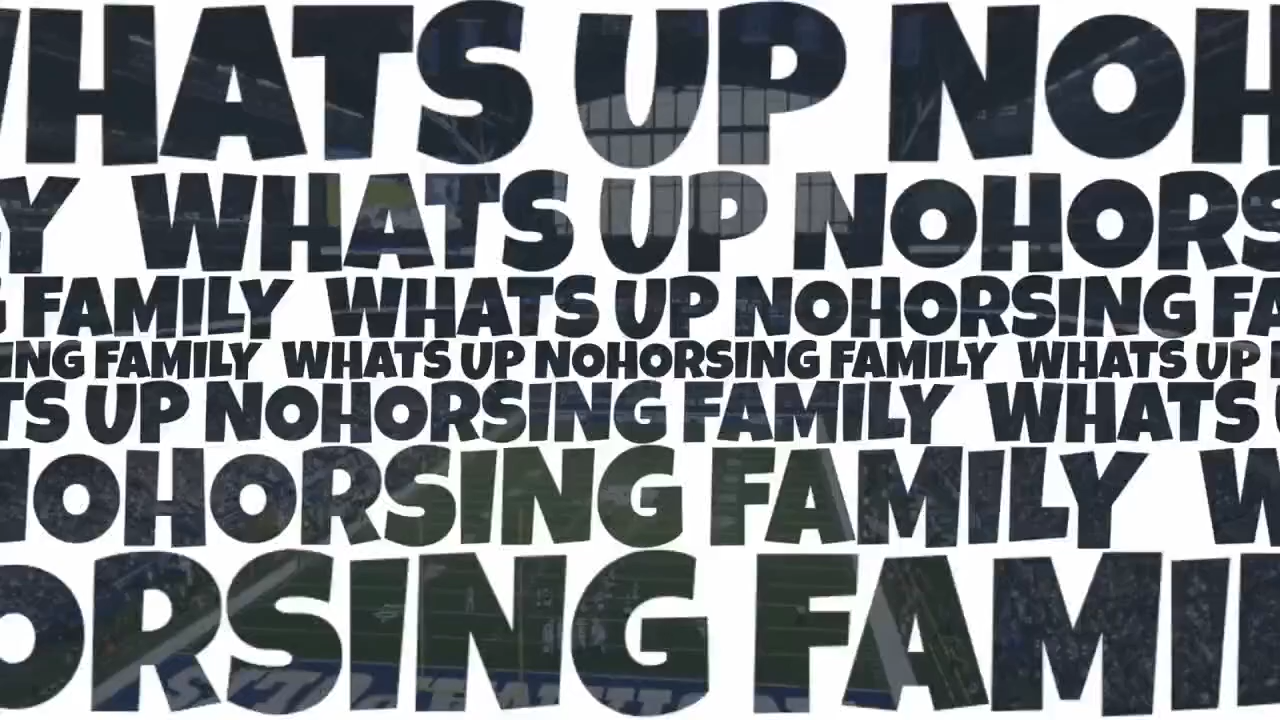 WHATS UP NOH
Y WHATS UP NOHORS
G FAMILY WHATS UP NOHORSING FA
ING FAMILY WHATS UP NOHORSING FAMILY WHATS UP
TS UP NOHORSING FAMILY WHATS U
NOHORSING FAMILY W
ORSING FAMI